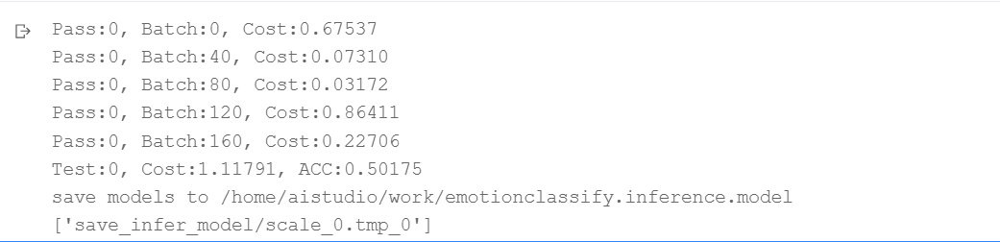 Pass:0, Batch:0, Cost:0.67537
Pass:0, Batch:40, Cost:0.07310
Pass:0, Batch:80, Cost:0.03172
Pass:0, Batch:120, Cost:0.86411
Pass:0, Batch:160, Cost:0.22706
Test:0, Cost:1.11791, ACC:0.50175
save models to /home/aistudio/work/emotionclassify.inference.model
['save_infer_model/scale_0.tmp_0']